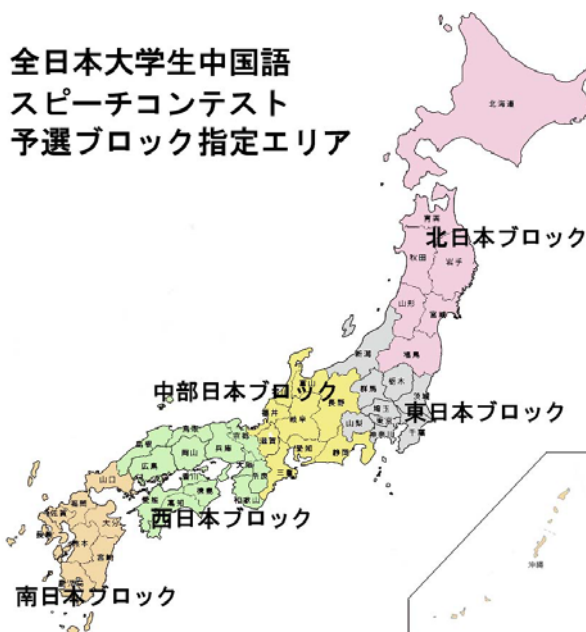 全日本大学生中国語
スピーチコンテスト
予選ブロック指定エリア
北海道
青森
北日本ブロック
秋田
岩手
山形
宮城
福島
新潟
群馬
栃木
茨城
埼玉
東京
東日本ブロック
山梨
神奈川
千葉
中部日本ブロック
富山
長野
福井
岐阜
滋賀
愛知
静岡
三重
鳥取
島根
京都
岡山
兵庫
広島
大阪
奈良
香川
徳島
和歌山
愛媛
高知
西日本ブロック
山口
福岡
佐賀
大分
長崎
熊本
宮崎
南日本ブロック
沖縄